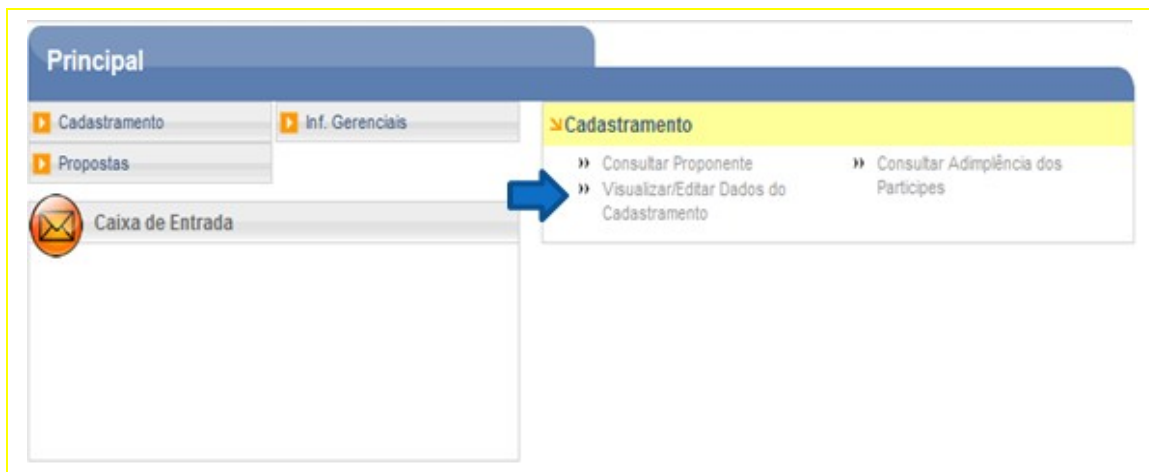 Principal
Cadastramento
Inf. Gerenciais
Propostas
Caixa de Entrada
Cadastramento
Consultar Proponente
Visualizar/Editar Dados do
Cadastramento
Consultar Adimplência dos
Participes